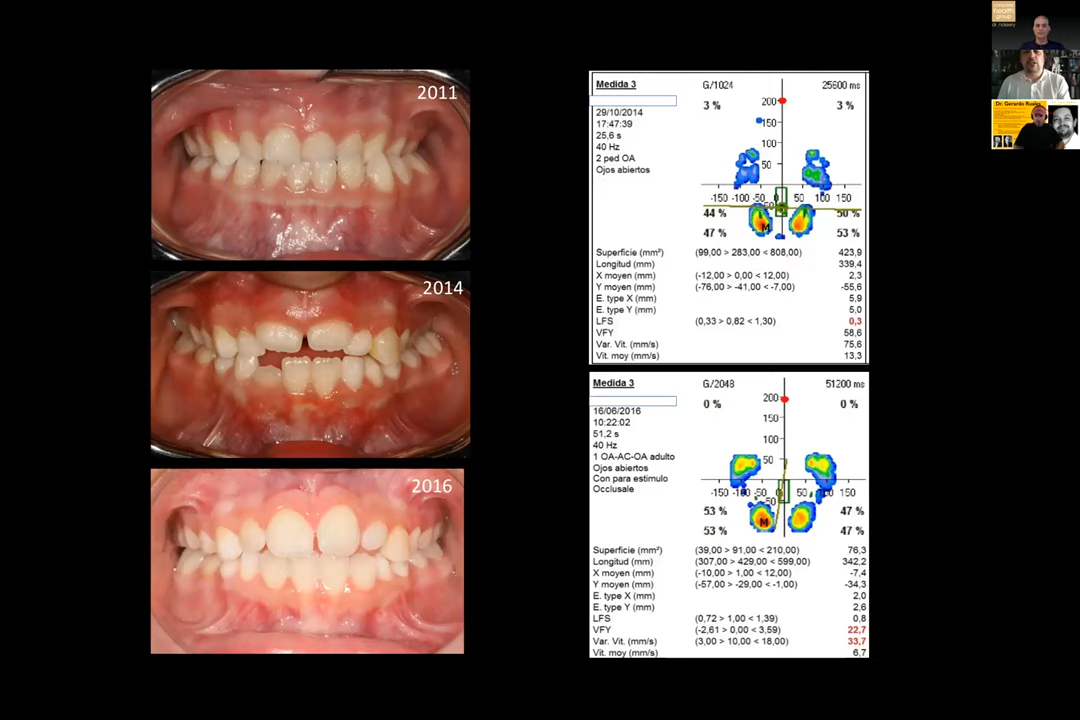 2011
2014
2016
Medida 3 G/1024 25600 ms
3 % 200 3 %
29/10/2014
17:47:39
25,6 s
40 Hz
2 ped OA
Ojos abiertos
150
100
50
-150 -100 -50 0 50 100 150
44 % 50 %
47 % M 53 %
Superficie (mm²) (99,00 > 283,00 < 808,00) 423,9
Longitud (mm) 339,4
X moyen (mm) (-12,00 > 0,00 < 12,00) 2,3
Y moyen (mm) (-76,00 > -41,00 < -7,00) -55,6
E. type X (mm) 5,9
E. type Y (mm) 5,0
LFS (0,33 > 0,82 < 1,30) 0,3
VFY 58,6
Var. Vit. (mm/s) 75,6
Vit. moy (mm/s) 13,3
Medida 3 G/2048 51200 ms
0 % 200 0 %
16/06/2016
10:22:02
51,2 s
40 Hz
1 OA-AC-OA adulto
Ojos abiertos
Con para estimulo
Occlusale
150
100
50
-150 -100 -50 0 50 100 150
-50
53 % 47 %
53 % M 47 %
Superficie (mm²) (39,00 > 91,00 < 210,00) 76,3
Longitud (mm) (307,00 > 429,00 < 599,00) 342,2
X moyen (mm) (-10,00 > 1,00 < 12,00) -7,4
Y moyen (mm) (-57,00 > -29,00 < -1,00) -34,3
E. type X (mm) 2,0
E. type Y (mm) 2,6
LFS (0,72 > 1,00 < 1,39) 0,8
VFY (-2,61 > 0,00 < 3,59) 22,7
Var. Vit. (mm/s) (3,00 > 10,00 < 18,00) 33,7
Vit. moy (mm/s) 6,7
health
group
Dr. Gerardo